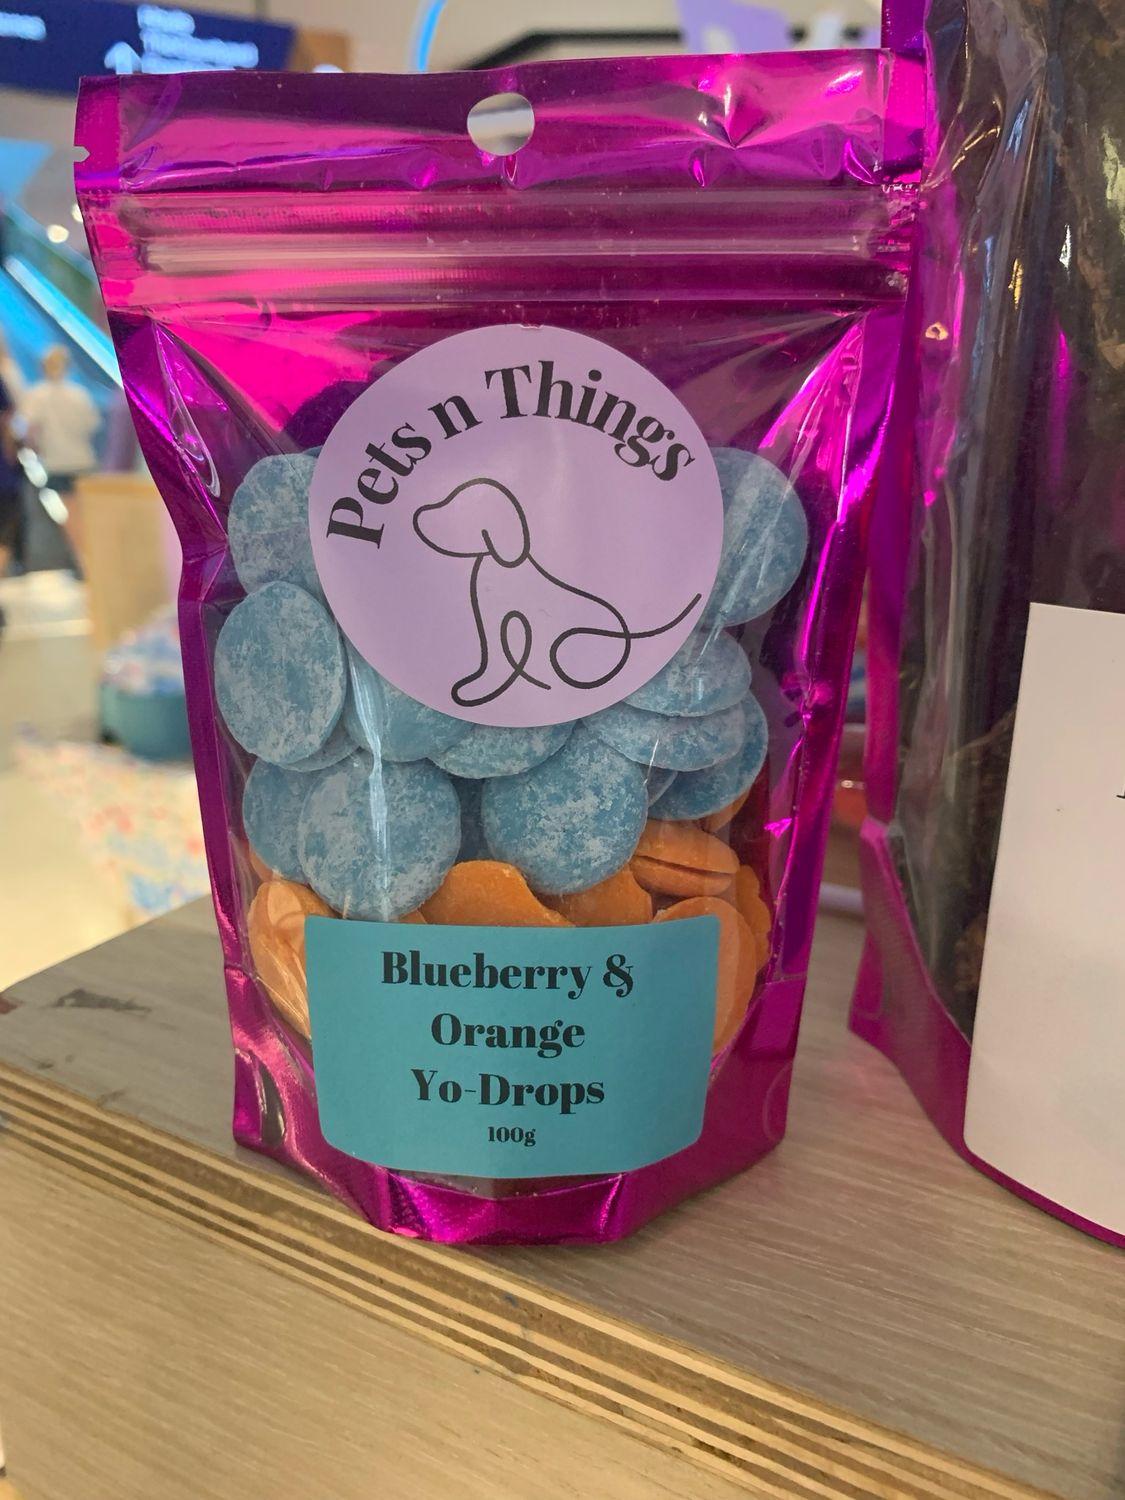 Pets n Things
Blueberry &
Orange
Yo-Drops
100g